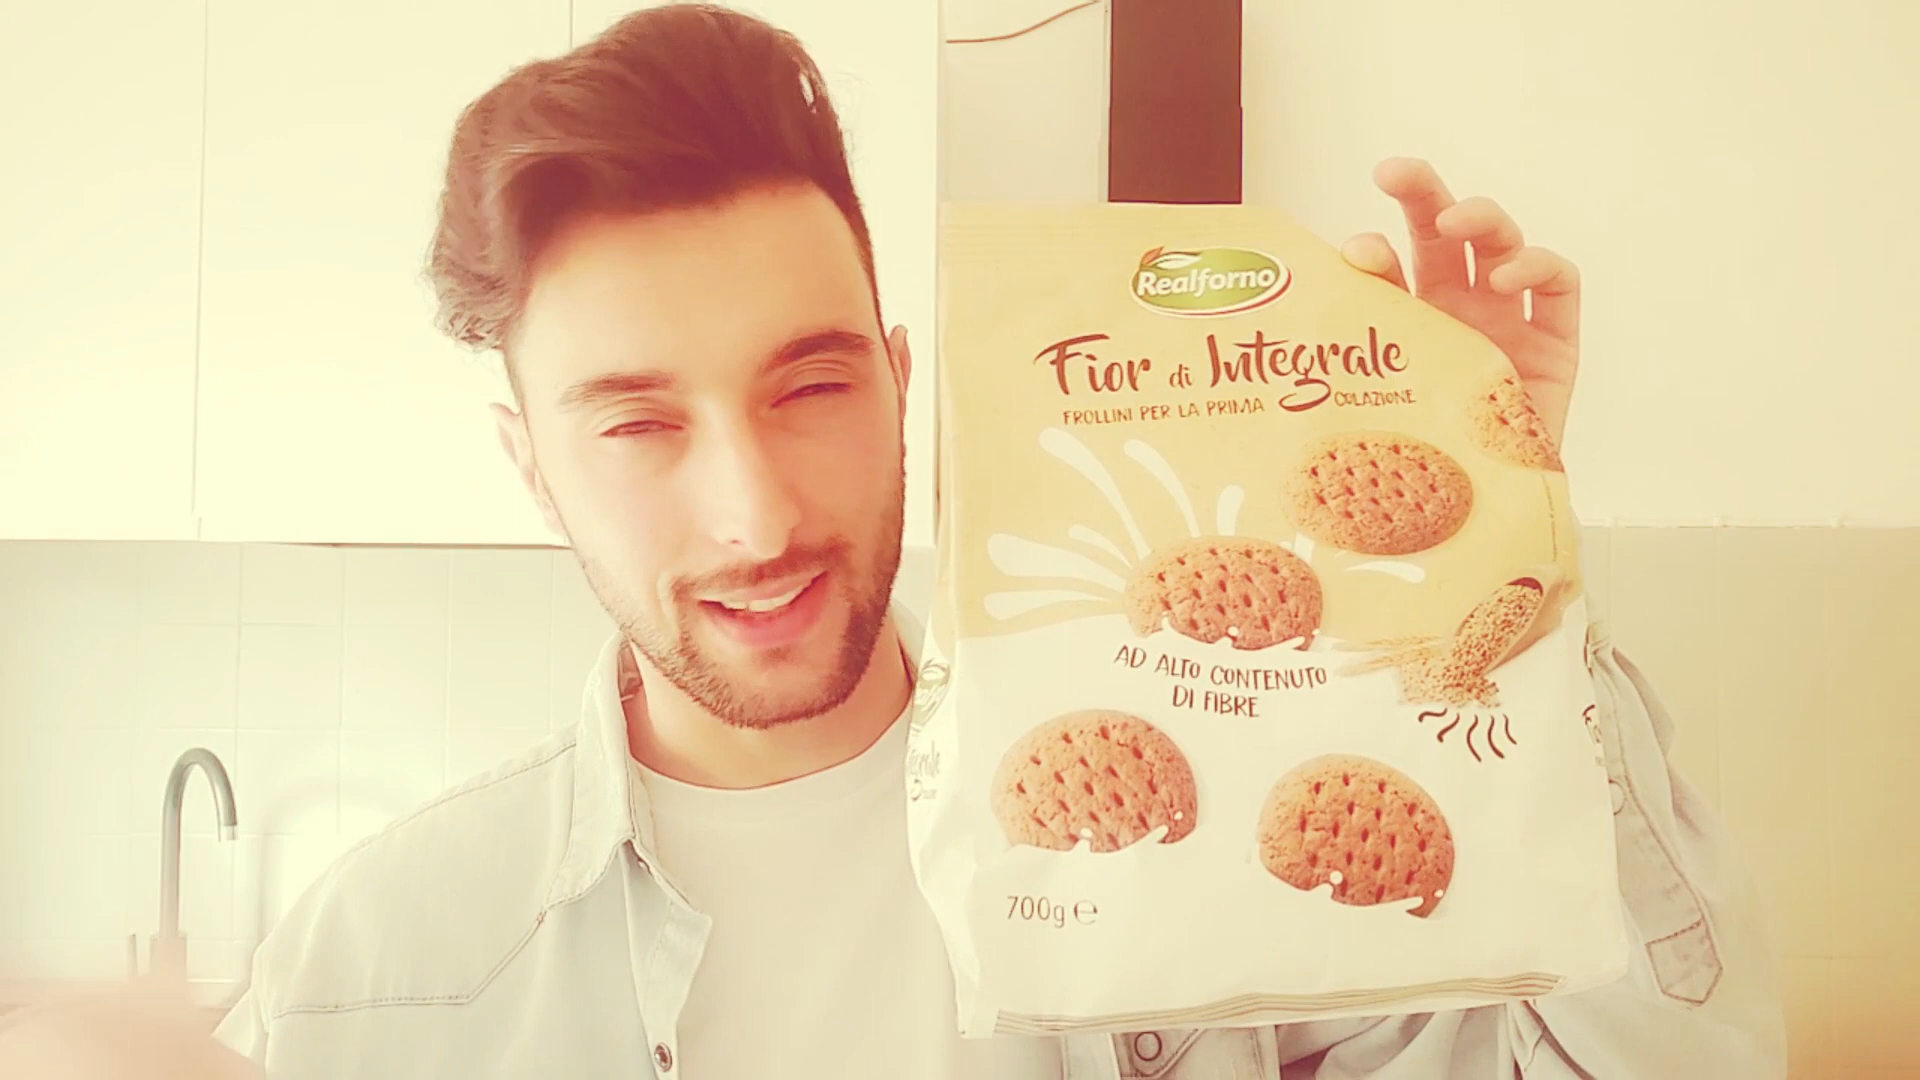 Realforno
Fior di Integrale
FROLLINI PER LA PRIMA COLAZIONE
AD ALTO CONTENUTO
DI FIBRE
700g e